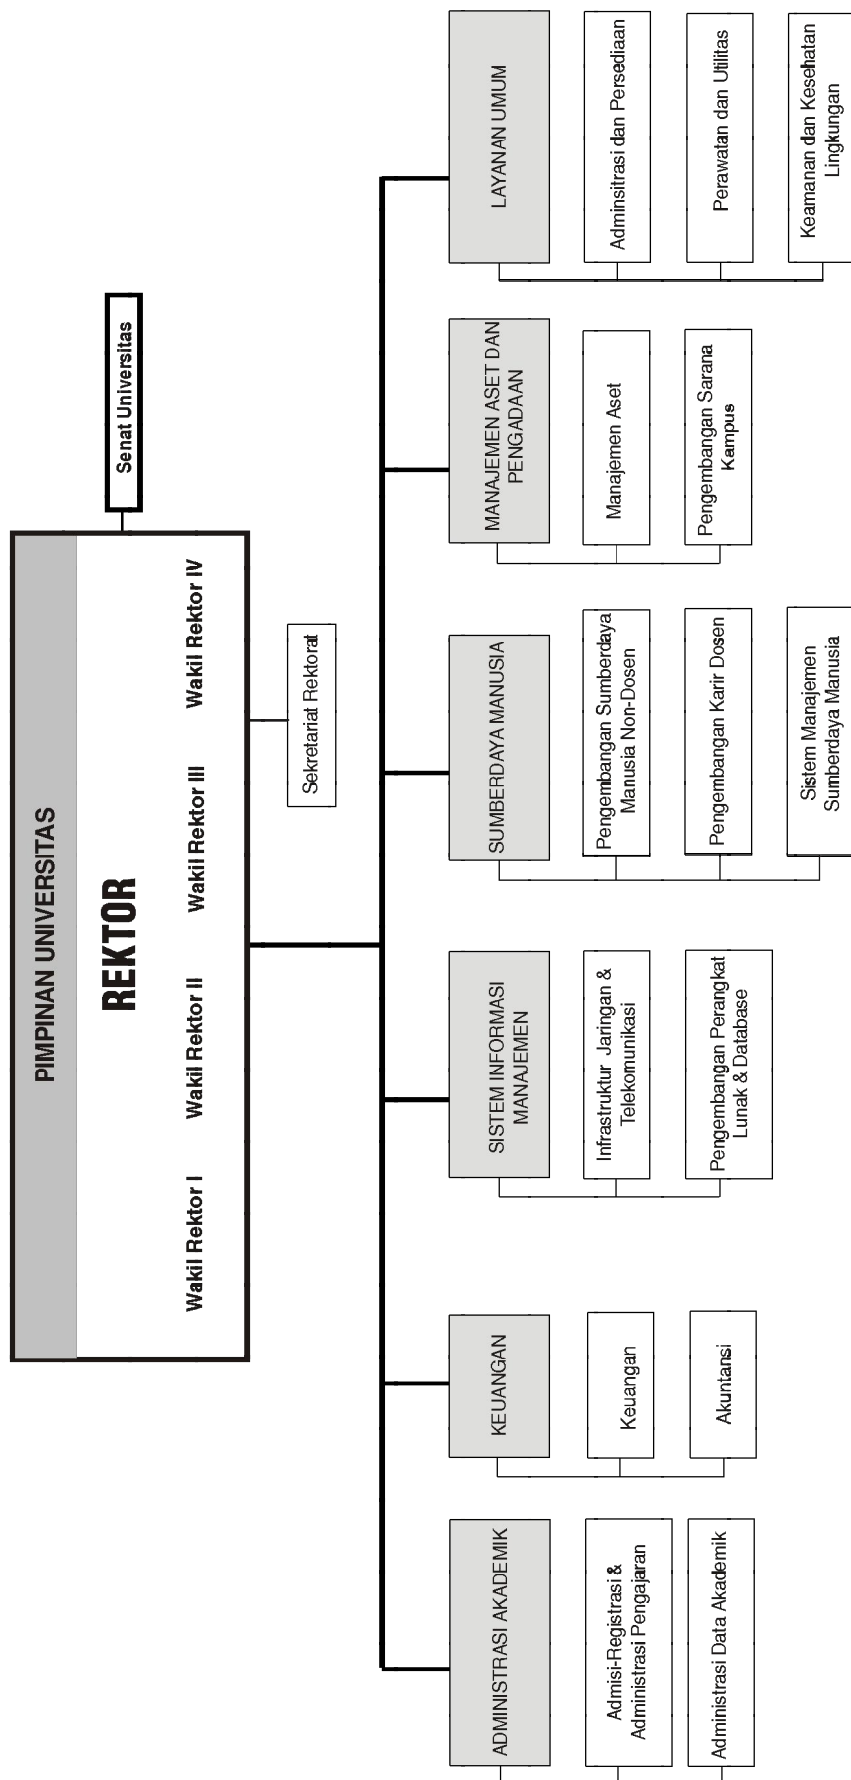 PIMPINAN UNIVERSITAS
REKTOR
Wakil Rektor I
Wakil Rektor II
Wakil Rektor III
Wakil Rektor IV
Senat Universitas
Sekretariat Rektorat
ADMINISTRASI AKADEMIK
Admisi-Registrasi &
Administrasi Pengajaran
Administrasi Data Akademik
KEUANGAN
Keuangan
Akuntansi
SISTEM INFORMASI
MANAJEMEN
Infrastruktur Jaringan &
Telekomunikasi
Pengembangan Perangkat
Lunak & Database
SUMBERDAYA MANUSIA
Pengembangan Sumberdaya
Manusia Non-Dosen
Pengembangan Karir Dosen
Sistem Manajemen
Sumberdaya Manusia
MANAJEMEN ASET DAN
PENGADAAN
Manajemen Aset
Pengembangan Sarana
Kampus
LAYANAN UMUM
Adminsitrasi dan Persediaan
Perawatan dan Utilitas
Keamanan dan Kesehatan
Lingkungan